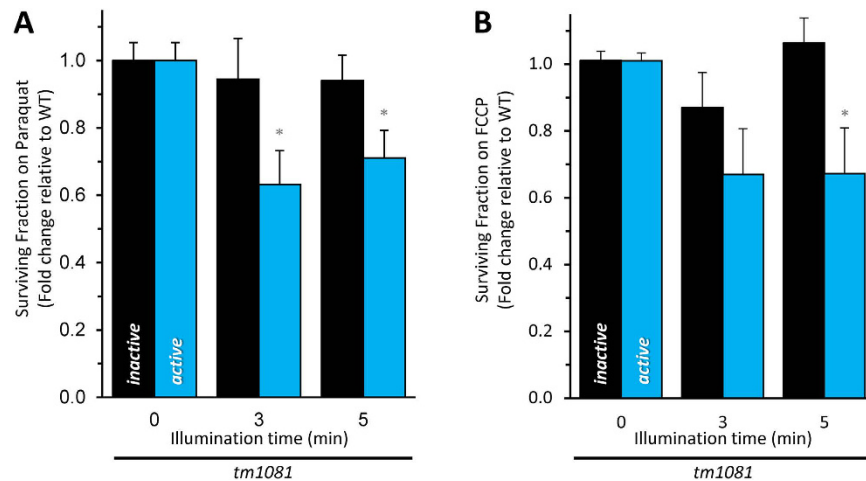 A
Surviving Fraction on Paraquat
(Fold change relative to WT)
1.0
0.8
0.6
0.4
0.2
0.0
*
*
inactive
active
0 3 5
Illumination time (min)
tm1081
B
Surviving Fraction on FCCP
(Fold change relative to WT)
1.0
0.8
0.6
0.4
0.2
0.0
*
inactive
active
0 3 5
Illumination time (min)
tm1081